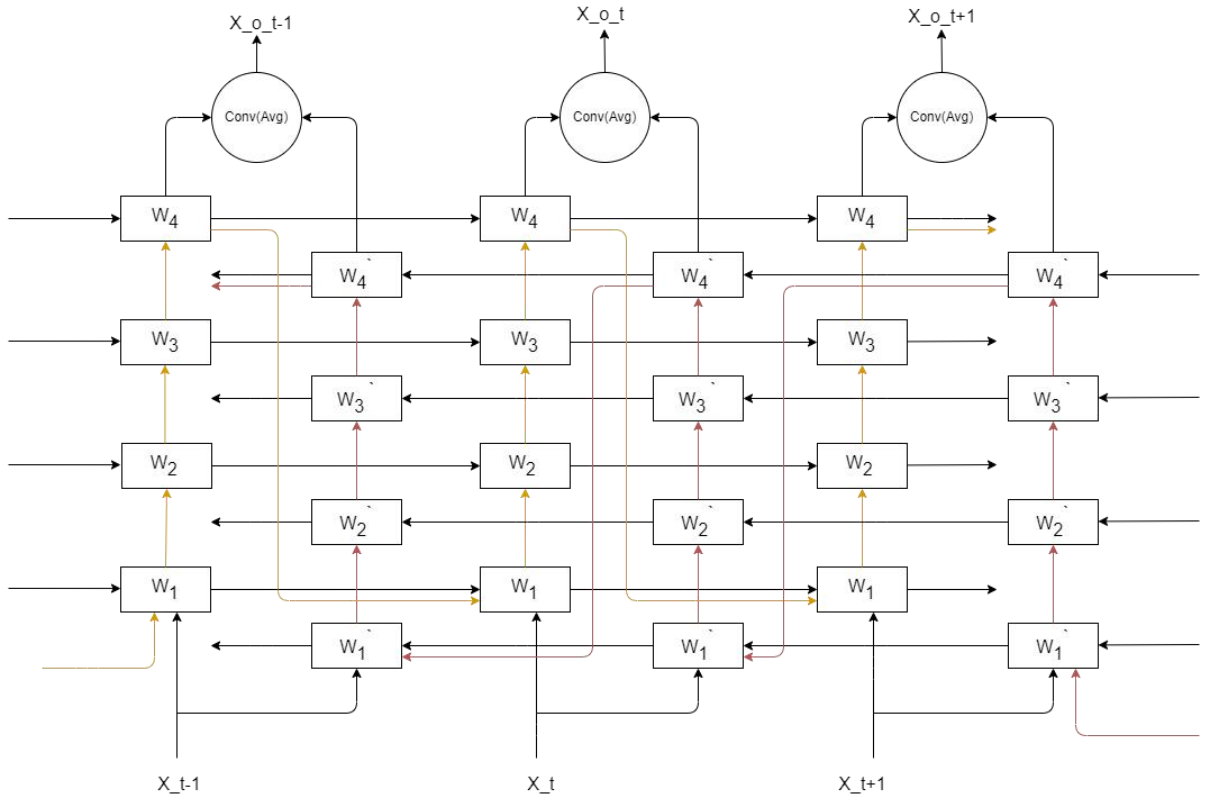 X_o_t-1 X_o_t X_o_t+1
Conv(Avg) Conv(Avg) Conv(Avg)
W4 W4 W4
W4` W4` W4`
W3 W3 W3
W3` W3` W3`
W2 W2 W2
W2` W2` W2`
W1 W1 W1
W1` W1` W1`
X_t-1 X_t X_t+1